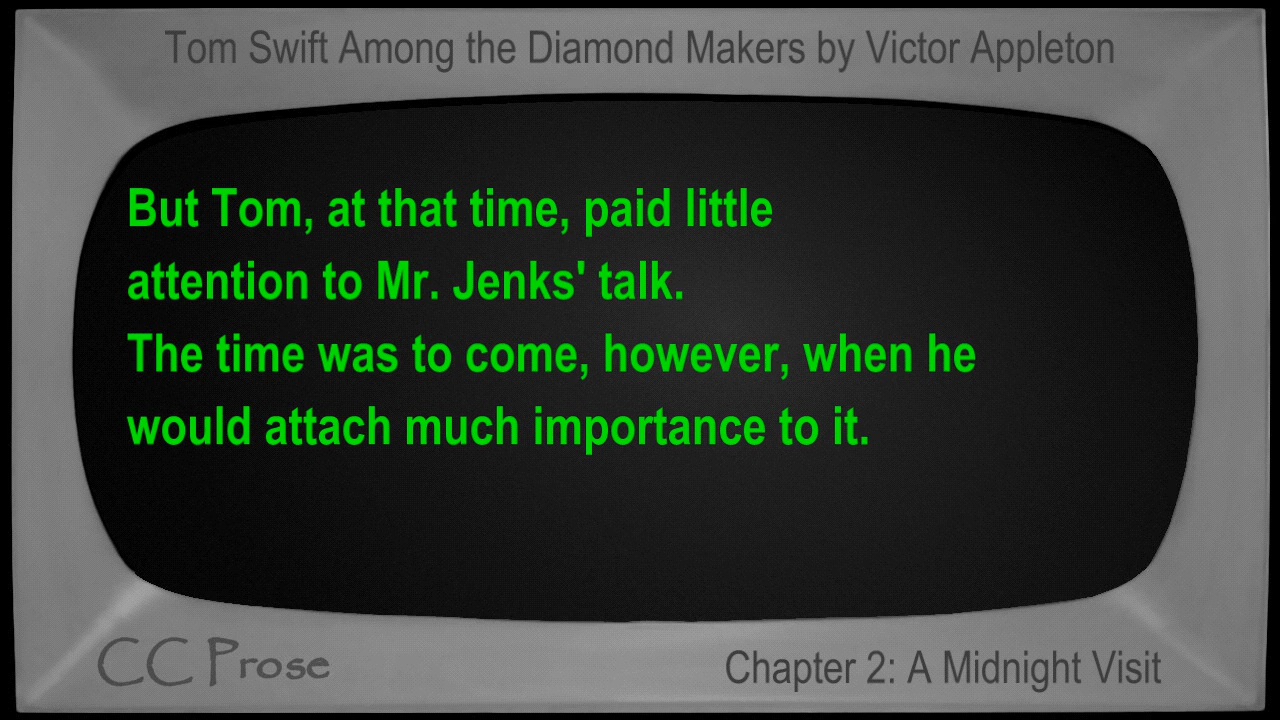 Tom Swift Among the Diamond Makers by Victor Appleton
But Tom, at that time, paid little
attention to Mr. Jenks' talk.
The time was to come, however, when he
would attach much importance to it.
CC Prose
Chapter 2: A Midnight Visit